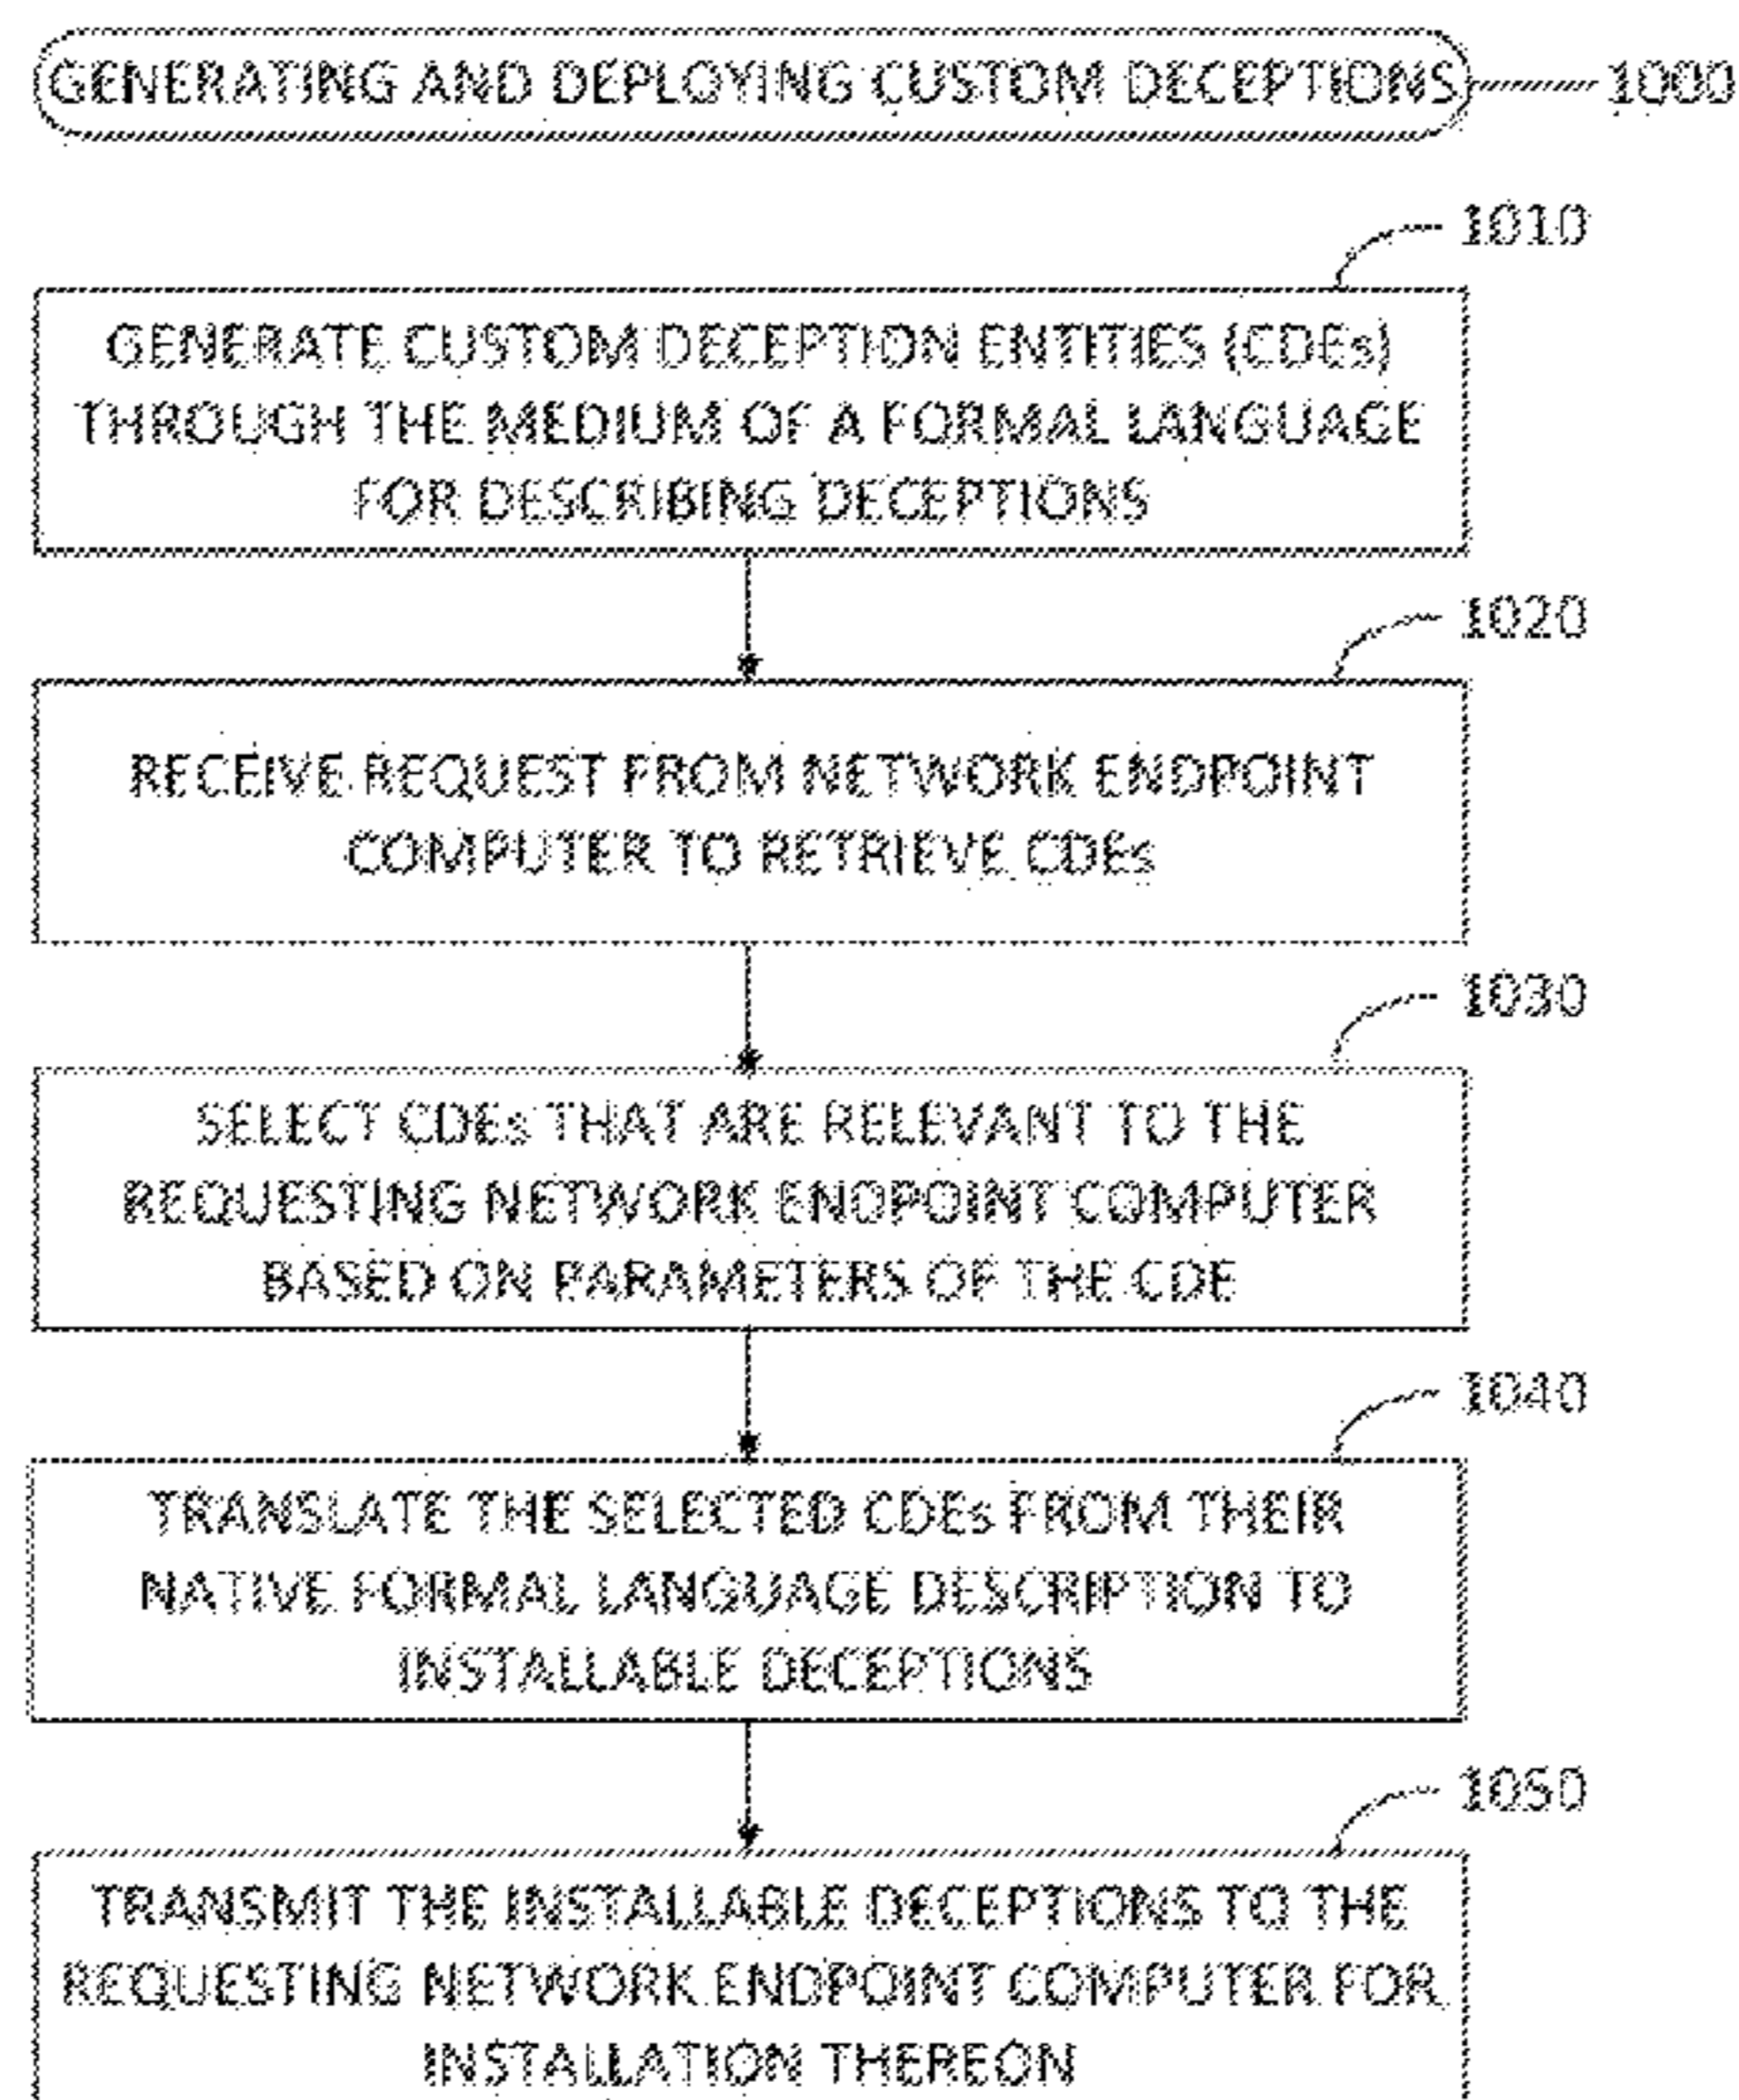 GENERATING AND DEPLOYING CUSTOM DECEPTIONS 1000
1010
GENERATE CUSTOM DECEPTION ENTITIES (CDEs)
THROUGH THE MEDIUM OF A FORMAL LANGUAGE
FOR DESCRIBING DECEPTIONS
1020
RECEIVE REQUEST FROM NETWORK ENDPOINT
COMPUTER TO RETRIEVE CDEs
1030
SELECT CDEs THAT ARE RELEVANT TO THE
REQUESTING NETWORK ENDPOINT COMPUTER
BASED ON PARAMETERS OF THE CDE
1040
TRANSLATE THE SELECTED CDEs FROM THEIR
NATIVE FORMAL LANGUAGE DESCRIPTION TO
INSTALLABLE DECEPTIONS
1050
TRANSMIT THE INSTALLABLE DECEPTIONS TO THE
REQUESTING NETWORK ENDPOINT COMPUTER FOR
INSTALLATION THEREON